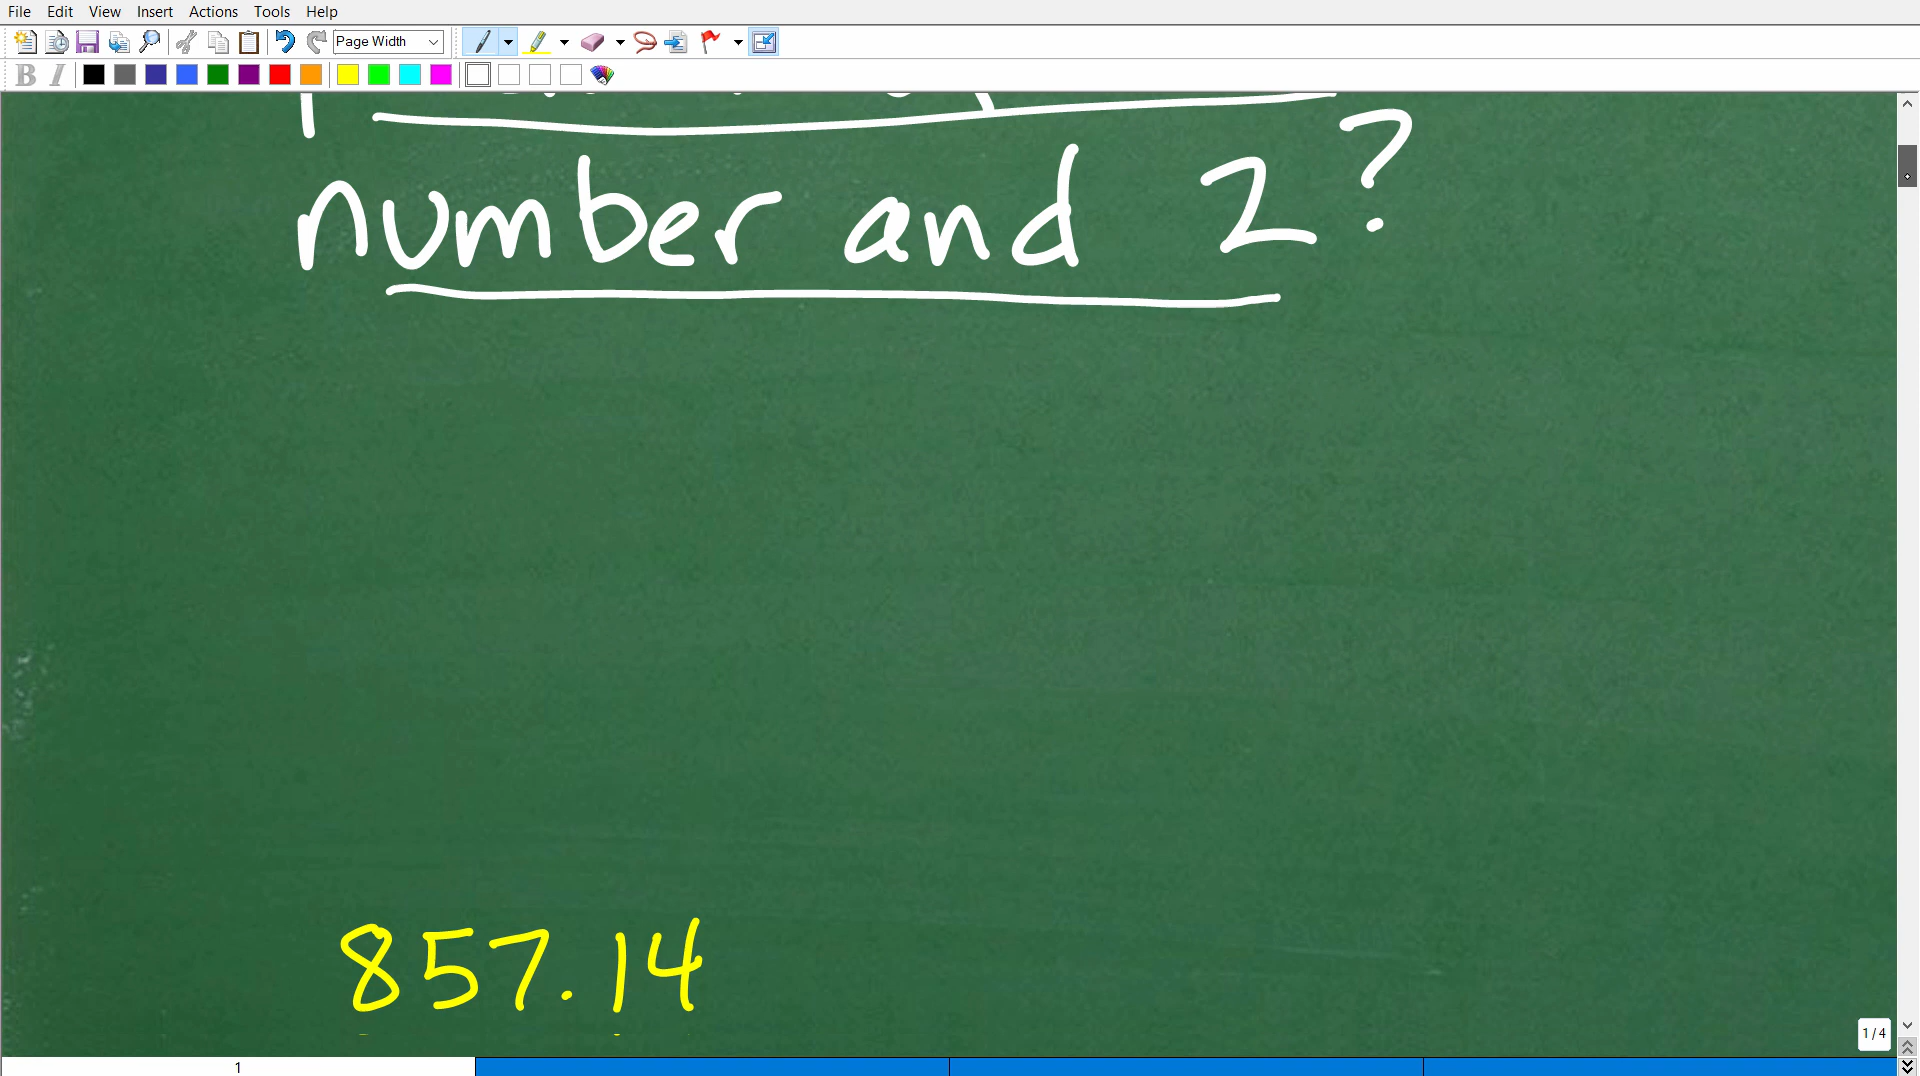 File Edit View Insert Actions Tools Help
Page Width
B I
number and 2?
857.14
1 / 4
1